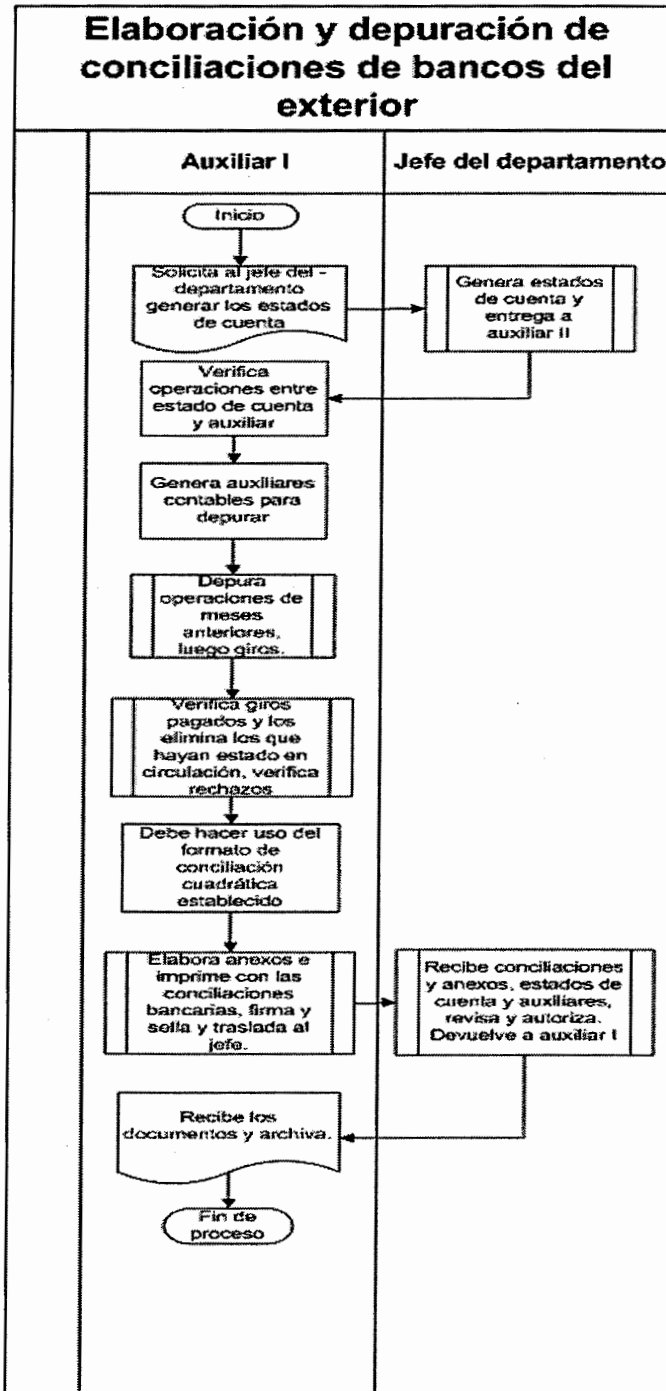 Elaboración y depuración de
conciliaciones de bancos del
exterior
Auxiliar I
Jefe del departamento
Inicio
Solicita al jefe del -
departamento
generar los estados
de cuenta
Genera estados
de cuenta y
entrega a
auxiliar II
Verifica
operaciones entre
estado de cuenta
y auxiliar
Genera auxiliares
contables para
depurar
Depura
operaciones de
meses
anteriores,
luego giros.
Verifica giros
pagados y los
elimina los que
hayan estado en
circulación, verifica
rechazos
Debe hacer uso del
formato de
conciliación
cuadrática
establecido
Elabora anexos e
imprime con las
conciliaciones
bancarias, firma y
sella y traslada al
jefe.
Recibe conciliaciones
y anexos, estados de
cuenta y auxiliares,
revisa y autoriza.
Devuelve a auxiliar I
Recibe los
documentos y archiva.
Fin de
proceso